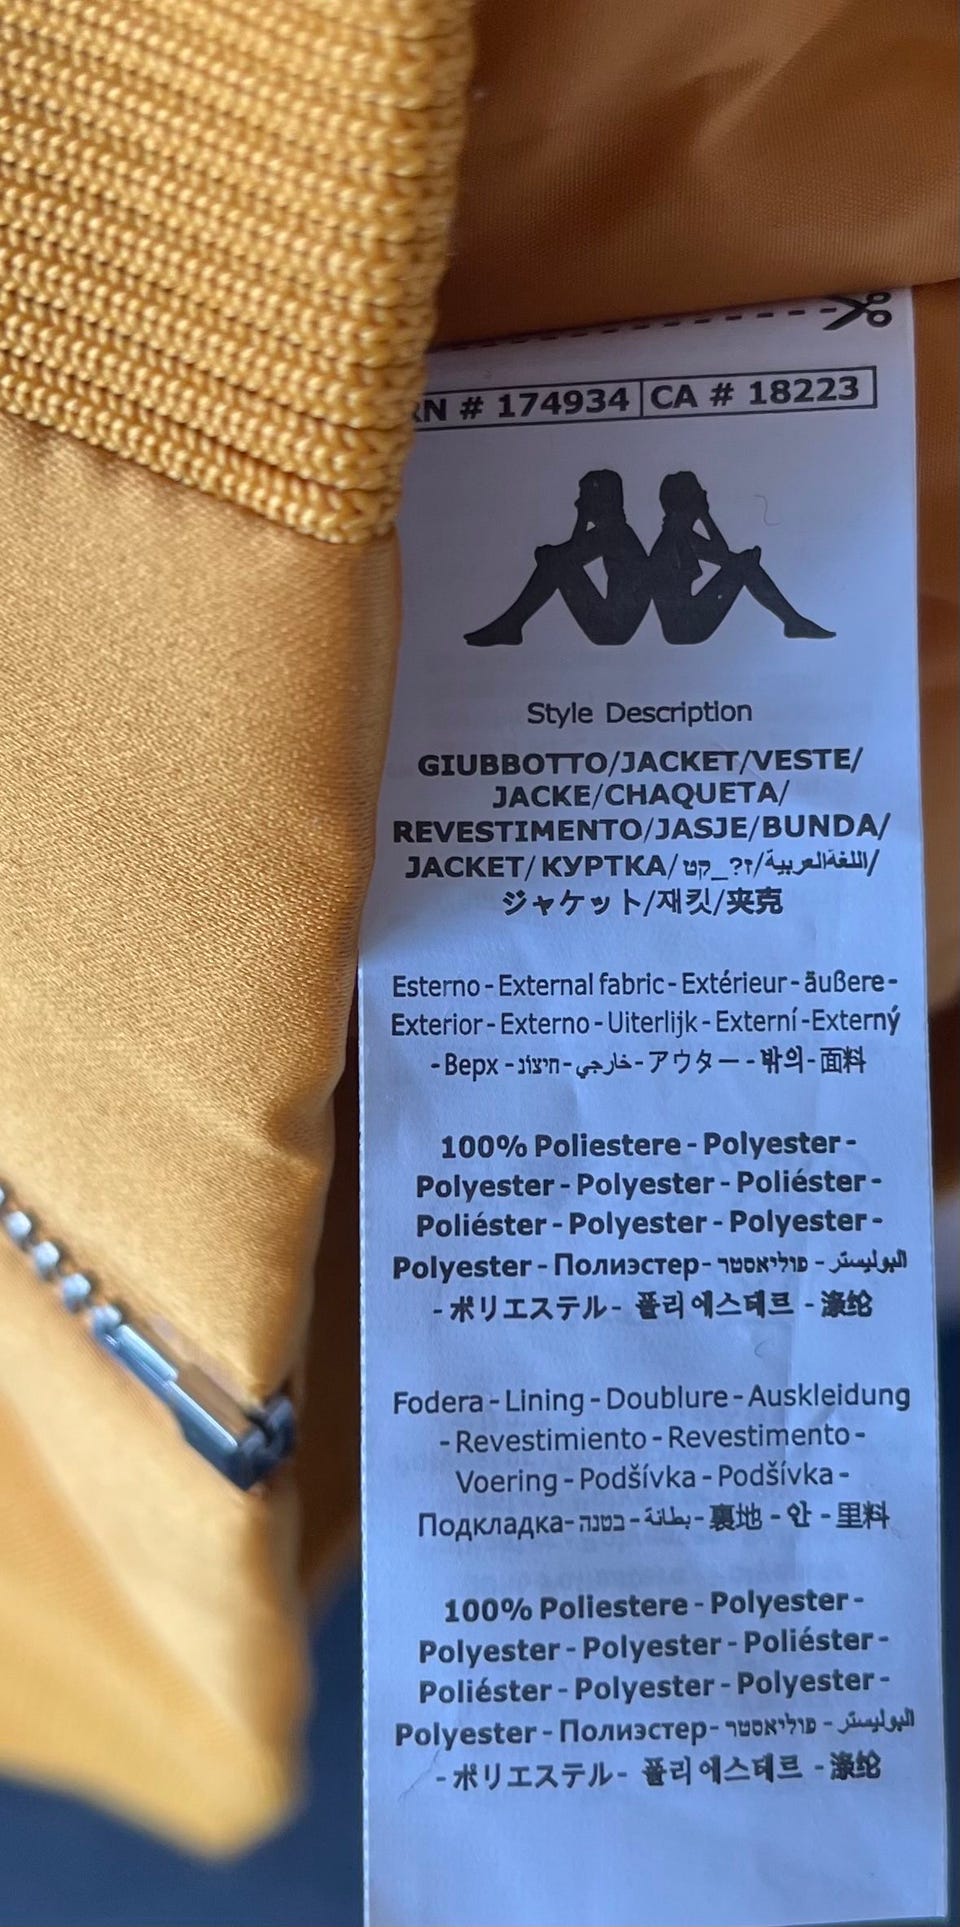 RN # 174934 CA # 18223
Style Description
GIUBBOTTO/JACKET/VESTE/
JACKE/CHAQUETA/
REVESTIMENTO/JASJE/BUNDA/
JACKET/ КУРТКА/ ז?_קט/اللغةالعربية/
ジャケット/재킷/夹克
Esterno - External fabric - Extérieur - äußere -
Exterior - Externo - Uiterlijk - Externí -Externý
- Верх - חיצוֹנ - خارجي - アウター - 밖의 - 面料
100% Poliestere - Polyester -
Polyester - Polyester - Poliéster -
Poliéster - Polyester - Polyester -
Polyester - Полиэстер- פוליאסטר - البوليستر
- ポリエステル- 폴리에스테르 - 涤纶
Fodera - Lining - Doublure - Auskleidung
- Revestimiento - Revestimento -
Voering - Podšívka - Podšívka -
Подкладка- בטנה - بطانة - 裏地 - 안 - 里料
100% Poliestere - Polyester -
Polyester - Polyester - Poliéster -
Poliéster - Polyester - Polyester -
Polyester - Полиэстер- פוליאסטר - البوليستر
- ポリエステル- 폴리에스테르 - 涤纶